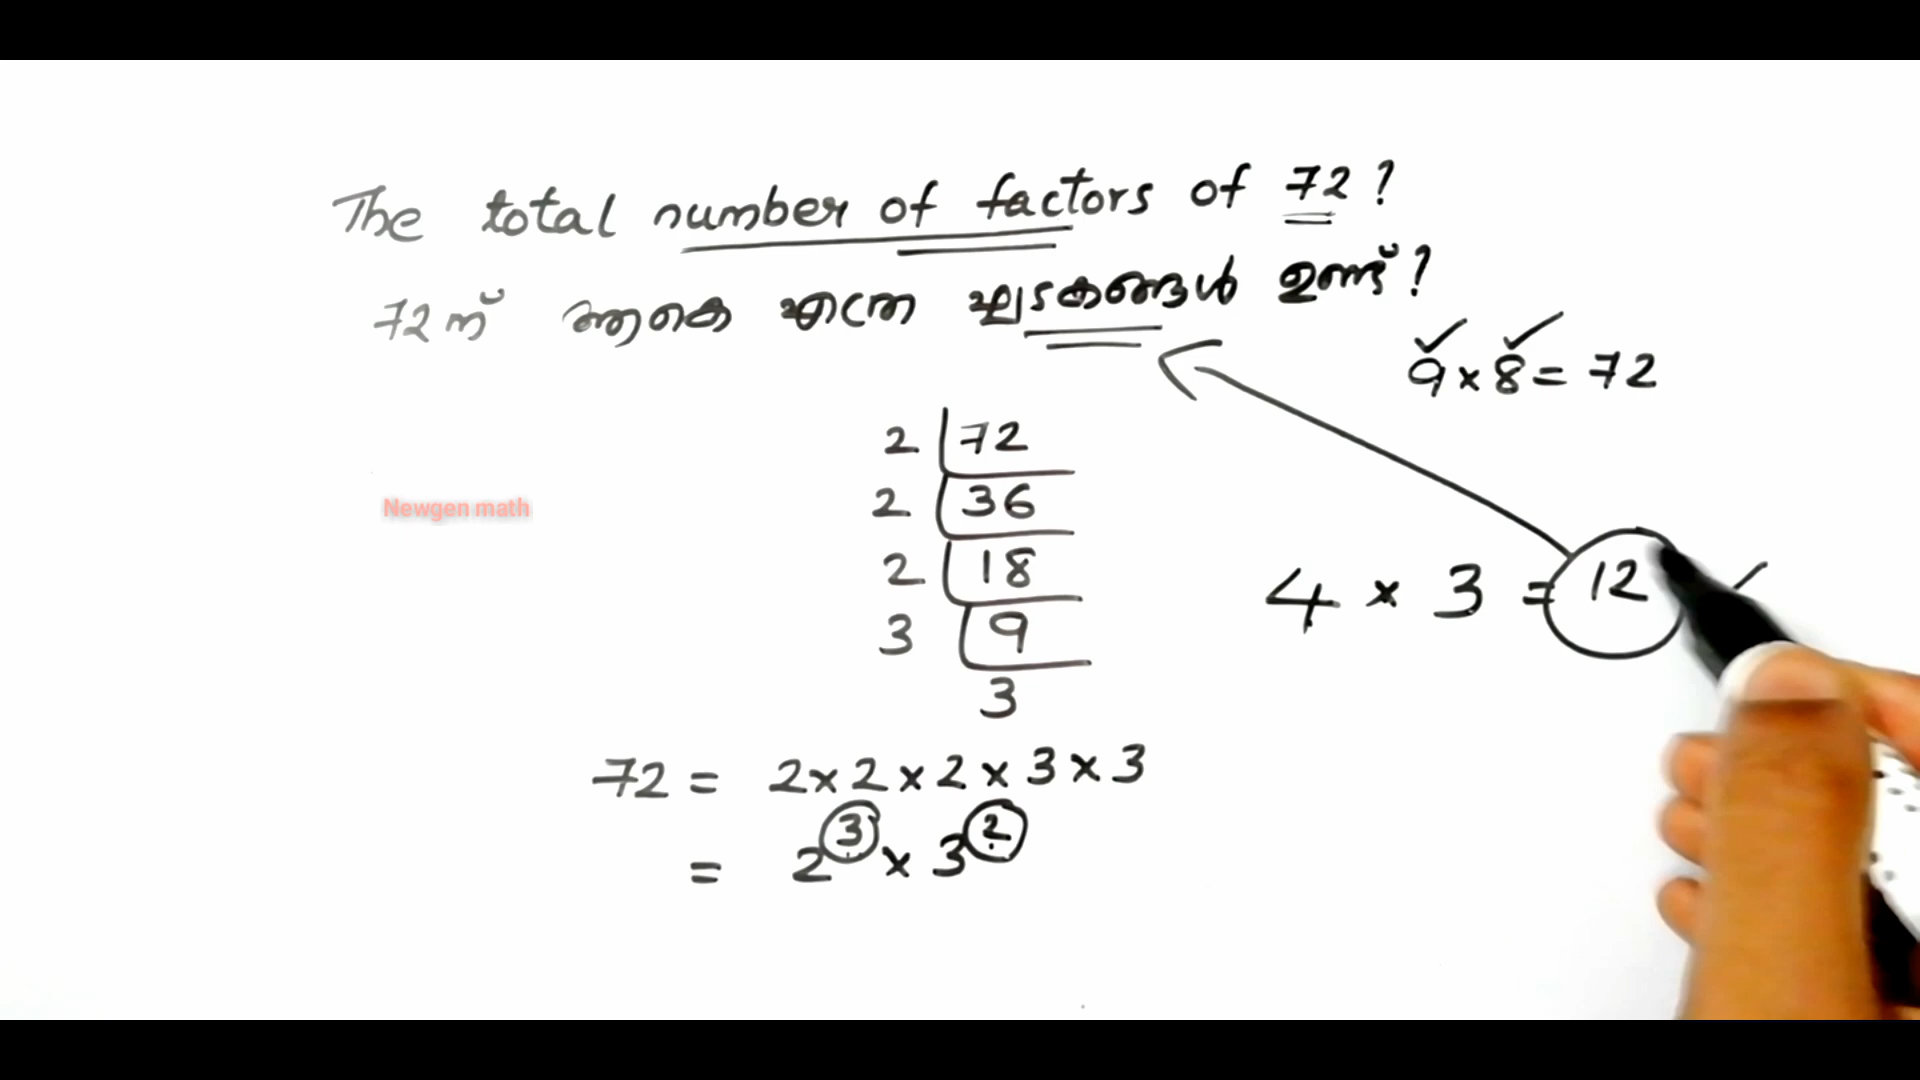 The total number of factors of 72?
72ന് ആകെ എത്ര ഘടകങ്ങൾ ഉണ്ട്?
9 x 8 = 72
2 72
2 36
Newgen math
2 18
3 9
3
4 x 3 = 12
72 = 2 x 2 x 2 x 3 x 3
= 2³ x 3²